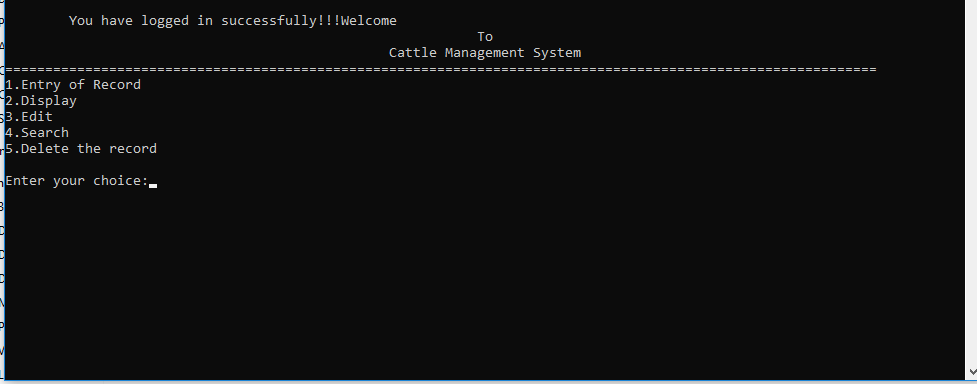 You have logged in successfully!!!Welcome
To
Cattle Management System
=============================================================================================================
1.Entry of Record
2.Display
3.Edit
4.Search
5.Delete the record
Enter your choice: